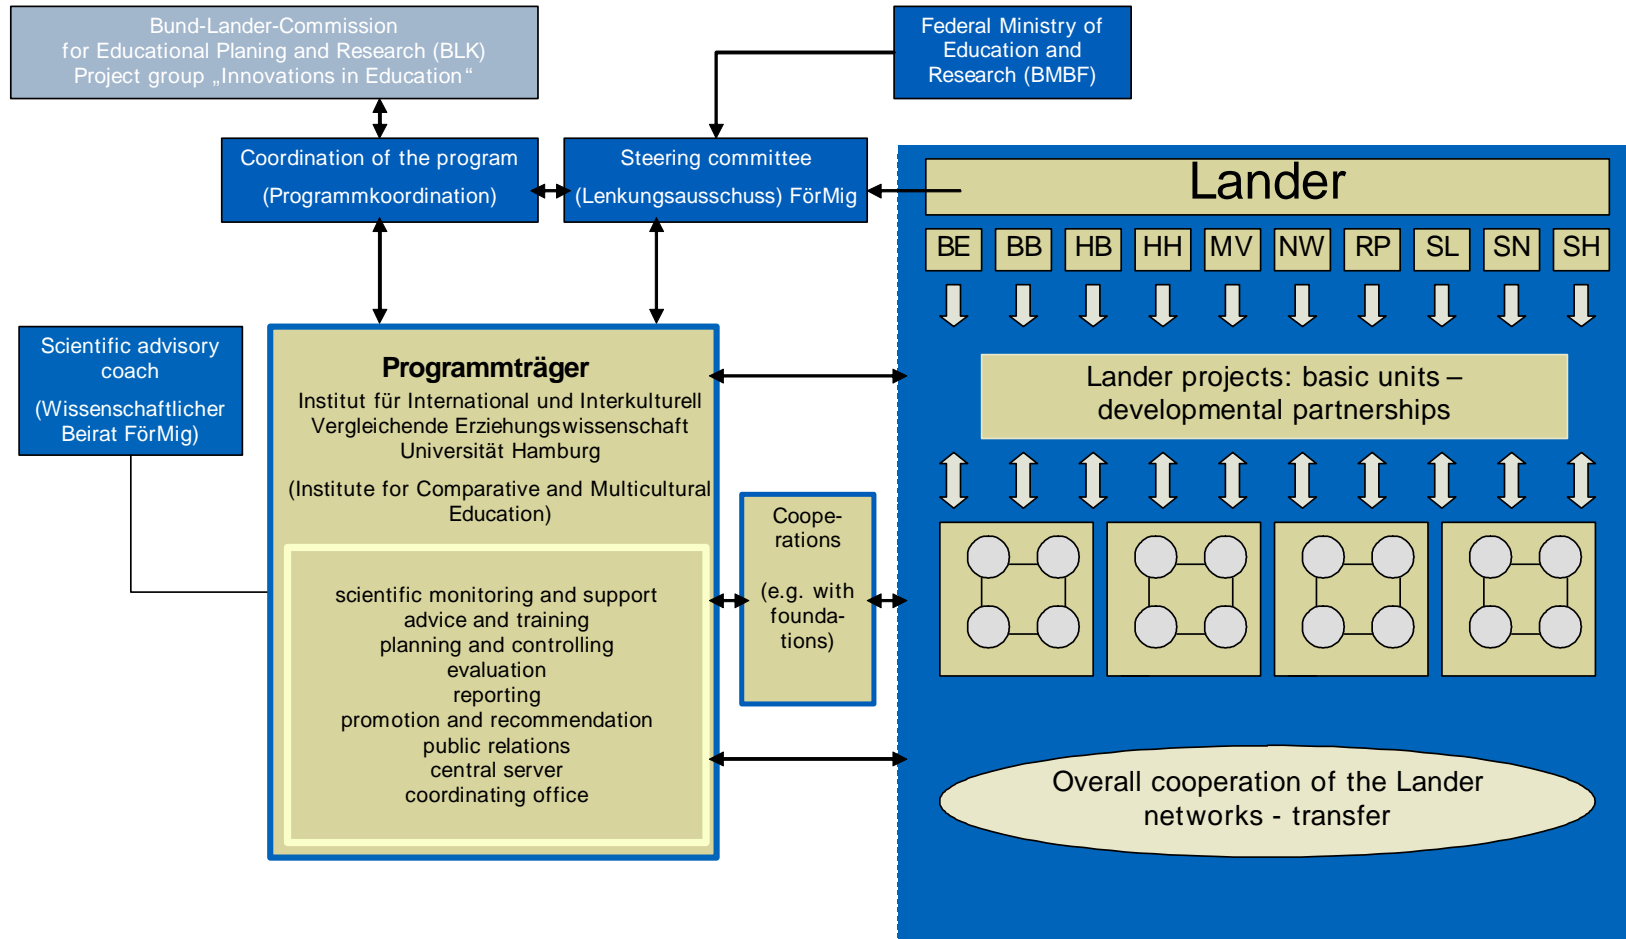 Bund-Lander-Commission
for Educational Planing and Research (BLK)
Project group „Innovations in Education“
Federal Ministry of
Education and
Research (BMBF)
Coordination of the program
(Programmkoordination)
Steering committee
(Lenkungsausschuss) FörMig
Lander
BE BB HB HH MV NW RP SL SN SH
Scientific advisory
coach
(Wissenschaftlicher
Beirat FörMig)
Programmträger
Institut für International und Interkulturell
Vergleichende Erziehungswissenschaft
Universität Hamburg
(Institute for Comparative and Multicultural
Education)
scientific monitoring and support
advice and training
planning and controlling
evaluation
reporting
promotion and recommendation
public relations
central server
coordinating office
Coope-
rations
(e.g. with
founda-
tions)
Lander projects: basic units –
developmental partnerships
Overall cooperation of the Lander
networks - transfer